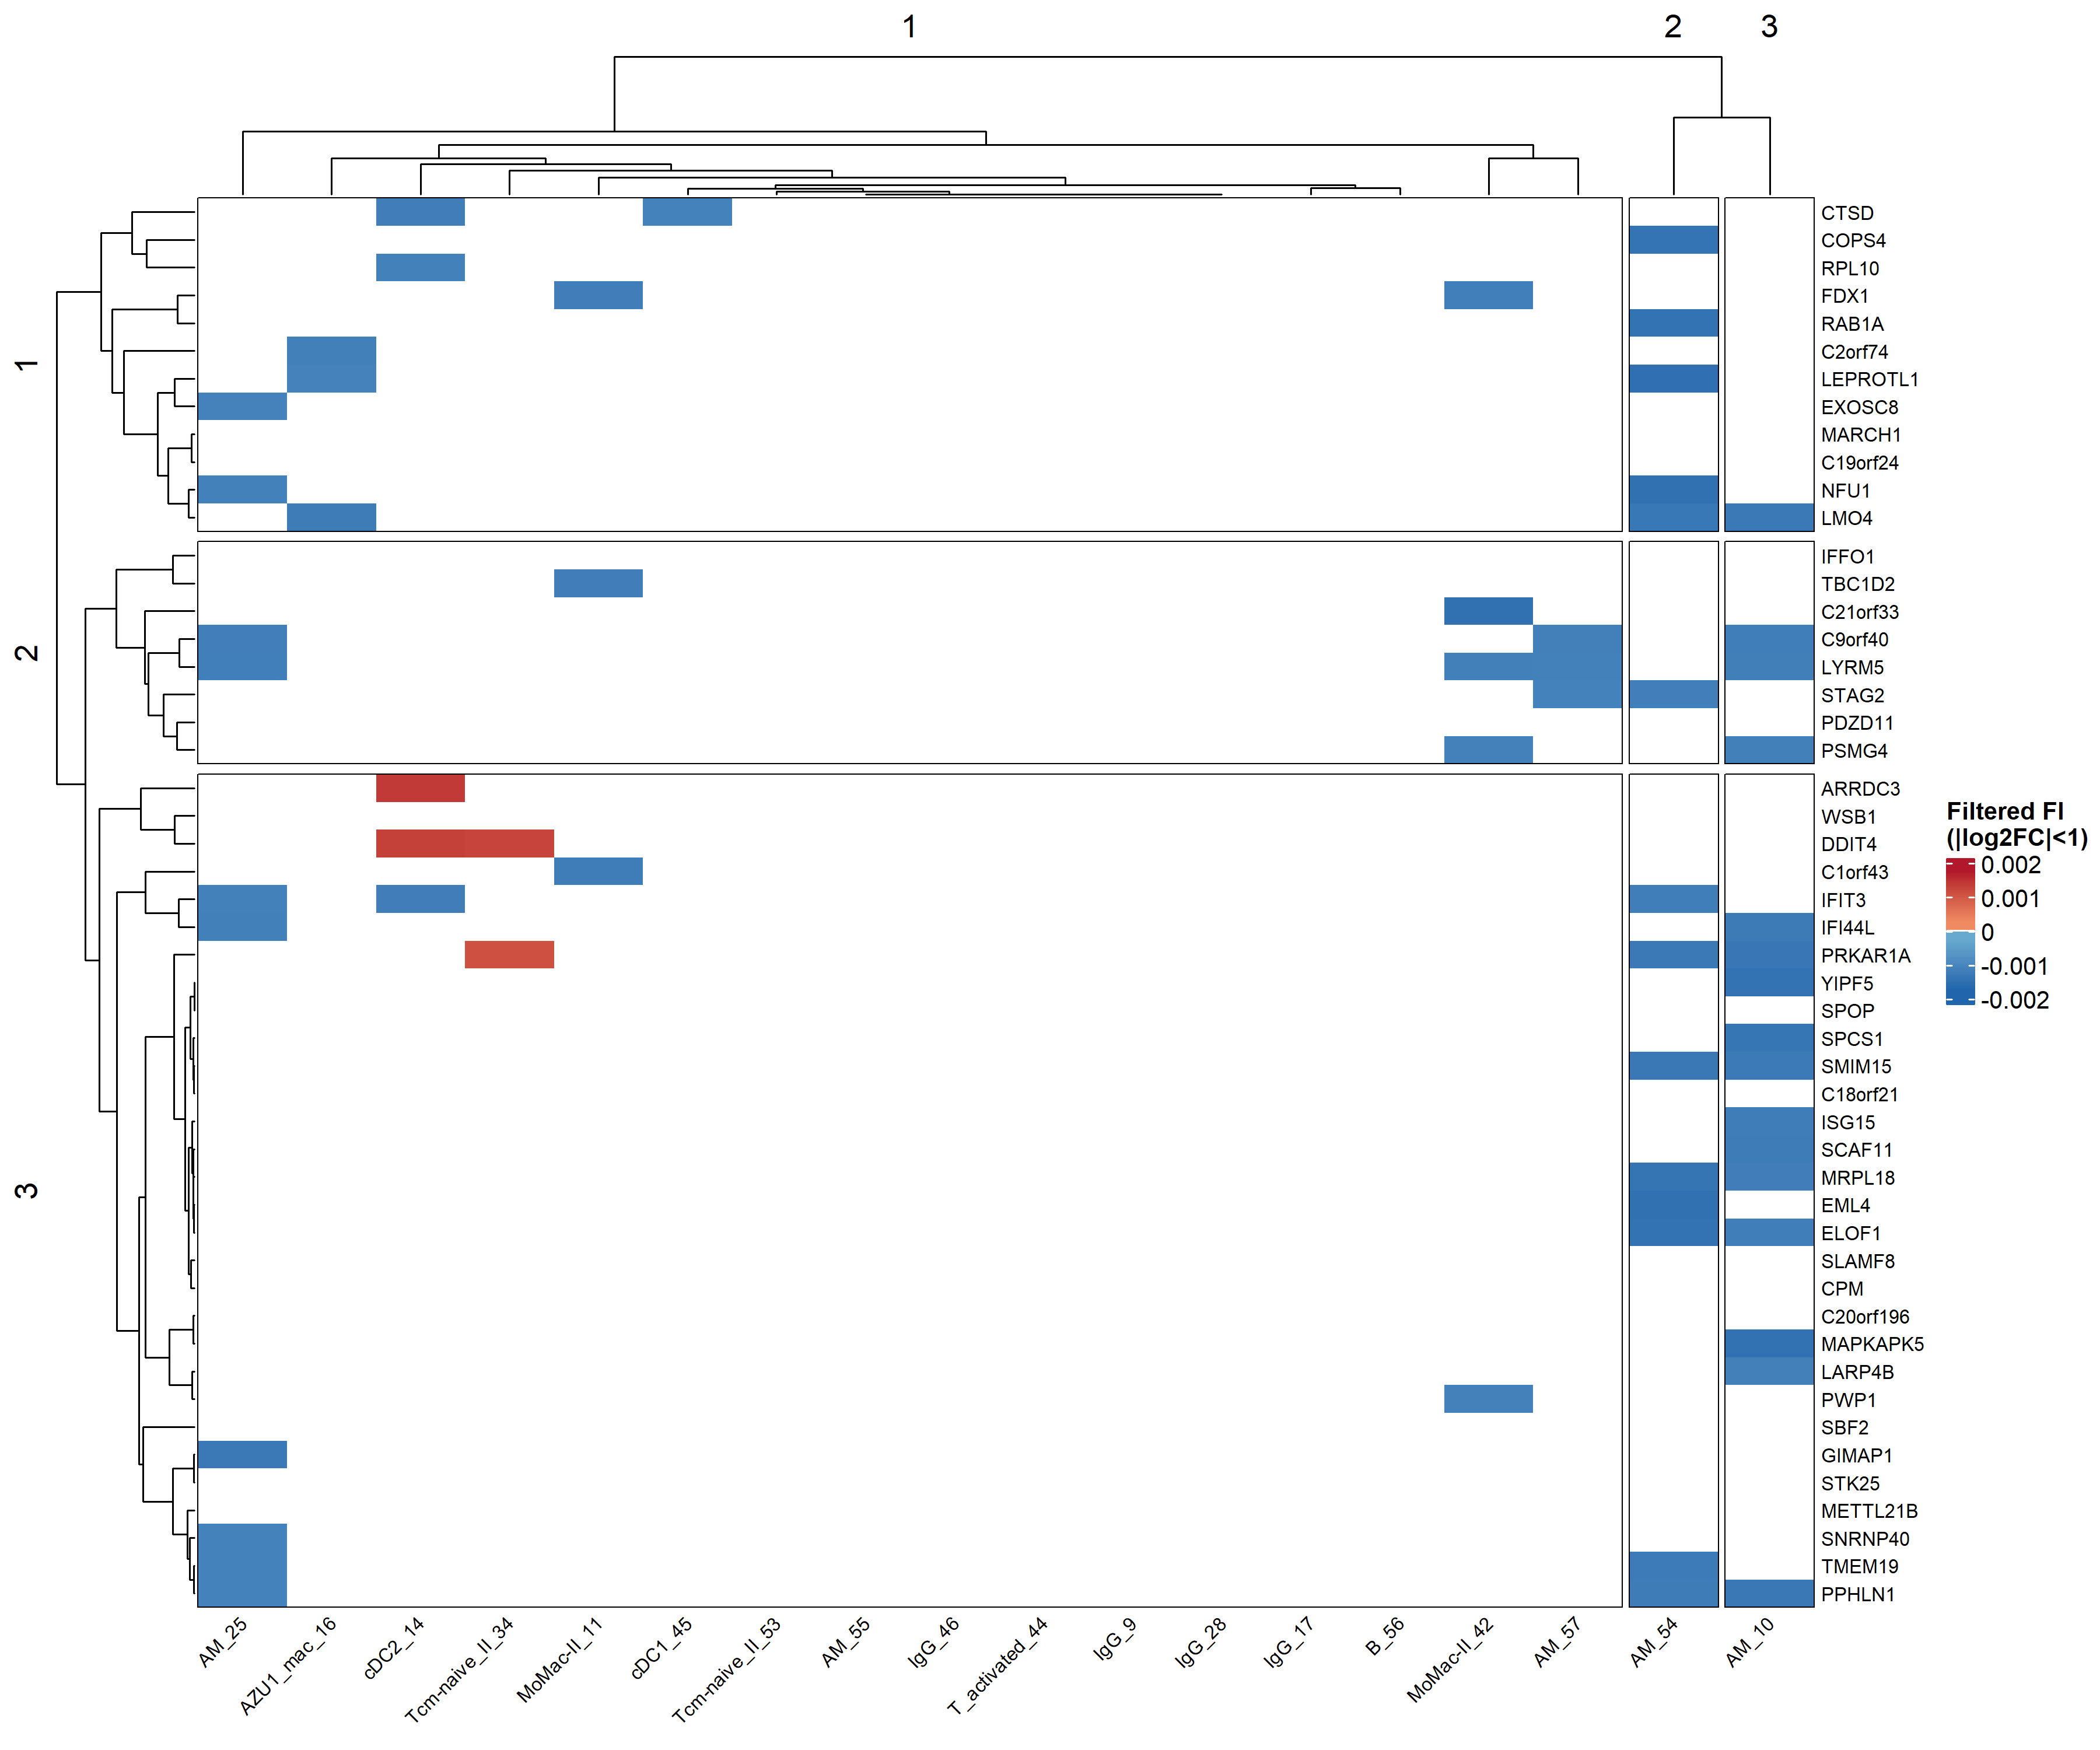 1 2 3
CTSD
COPS4
RPL10
FDX1
RAB1A
C2orf74
LEPROTL1
EXOSC8
MARCH1
C19orf24
NFU1
LMO4
1
IFFO1
TBC1D2
C21orf33
C9orf40
LYRM5
STAG2
PDZD11
PSMG4
2
ARRDC3
WSB1
DDIT4
C1orf43
IFIT3
IFI44L
PRKAR1A
YIPF5
SPOP
SPCS1
SMIM15
C18orf21
ISG15
SCAF11
MRPL18
EML4
ELOF1
SLAMF8
CPM
C20orf196
MAPKAPK5
LARP4B
PWP1
SBF2
GIMAP1
STK25
METTL21B
SNRNP40
TMEM19
PPHLN1
3
Filtered FI
(|log2FC|<1)
0.002
0.001
0
-0.001
-0.002
AM_25
AZU1_mac_16
cDC2_14
Tcm-naive_II_34
MoMac-II_11
cDC1_45
Tcm-naive_II_53
AM_55
IgG_46
T_activated_44
IgG_9
IgG_28
IgG_17
B_56
MoMac-II_42
AM_57
AM_54
AM_10